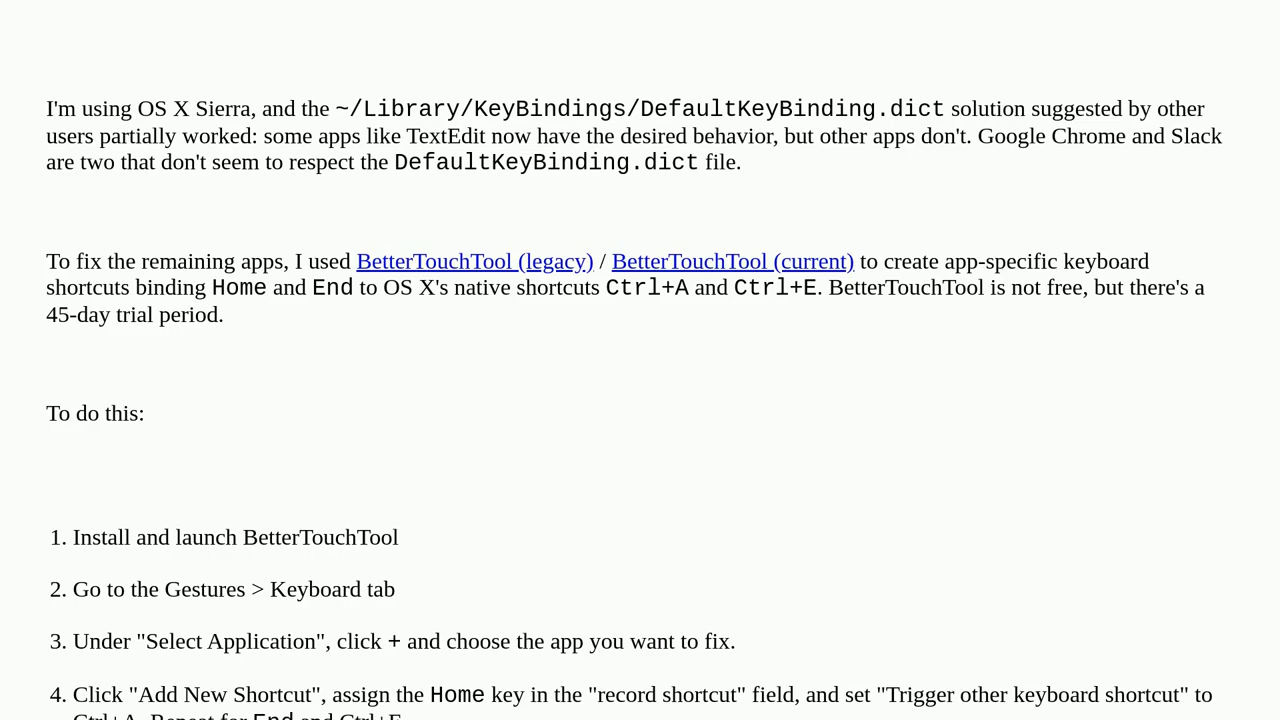 I'm using OS X Sierra, and the ~/Library/KeyBindings/DefaultKeyBinding.dict solution suggested by other
users partially worked: some apps like TextEdit now have the desired behavior, but other apps don't. Google Chrome and Slack
are two that don't seem to respect the DefaultKeyBinding.dict file.
To fix the remaining apps, I used BetterTouchTool (legacy) / BetterTouchTool (current) to create app-specific keyboard
shortcuts binding Home and End to OS X's native shortcuts Ctrl+A and Ctrl+E. BetterTouchTool is not free, but there's a
45-day trial period.
To do this:
1. Install and launch BetterTouchTool
2. Go to the Gestures > Keyboard tab
3. Under "Select Application", click + and choose the app you want to fix.
4. Click "Add New Shortcut", assign the Home key in the "record shortcut" field, and set "Trigger other keyboard shortcut" to
Ctrl+A. Repeat for End and Ctrl+E.